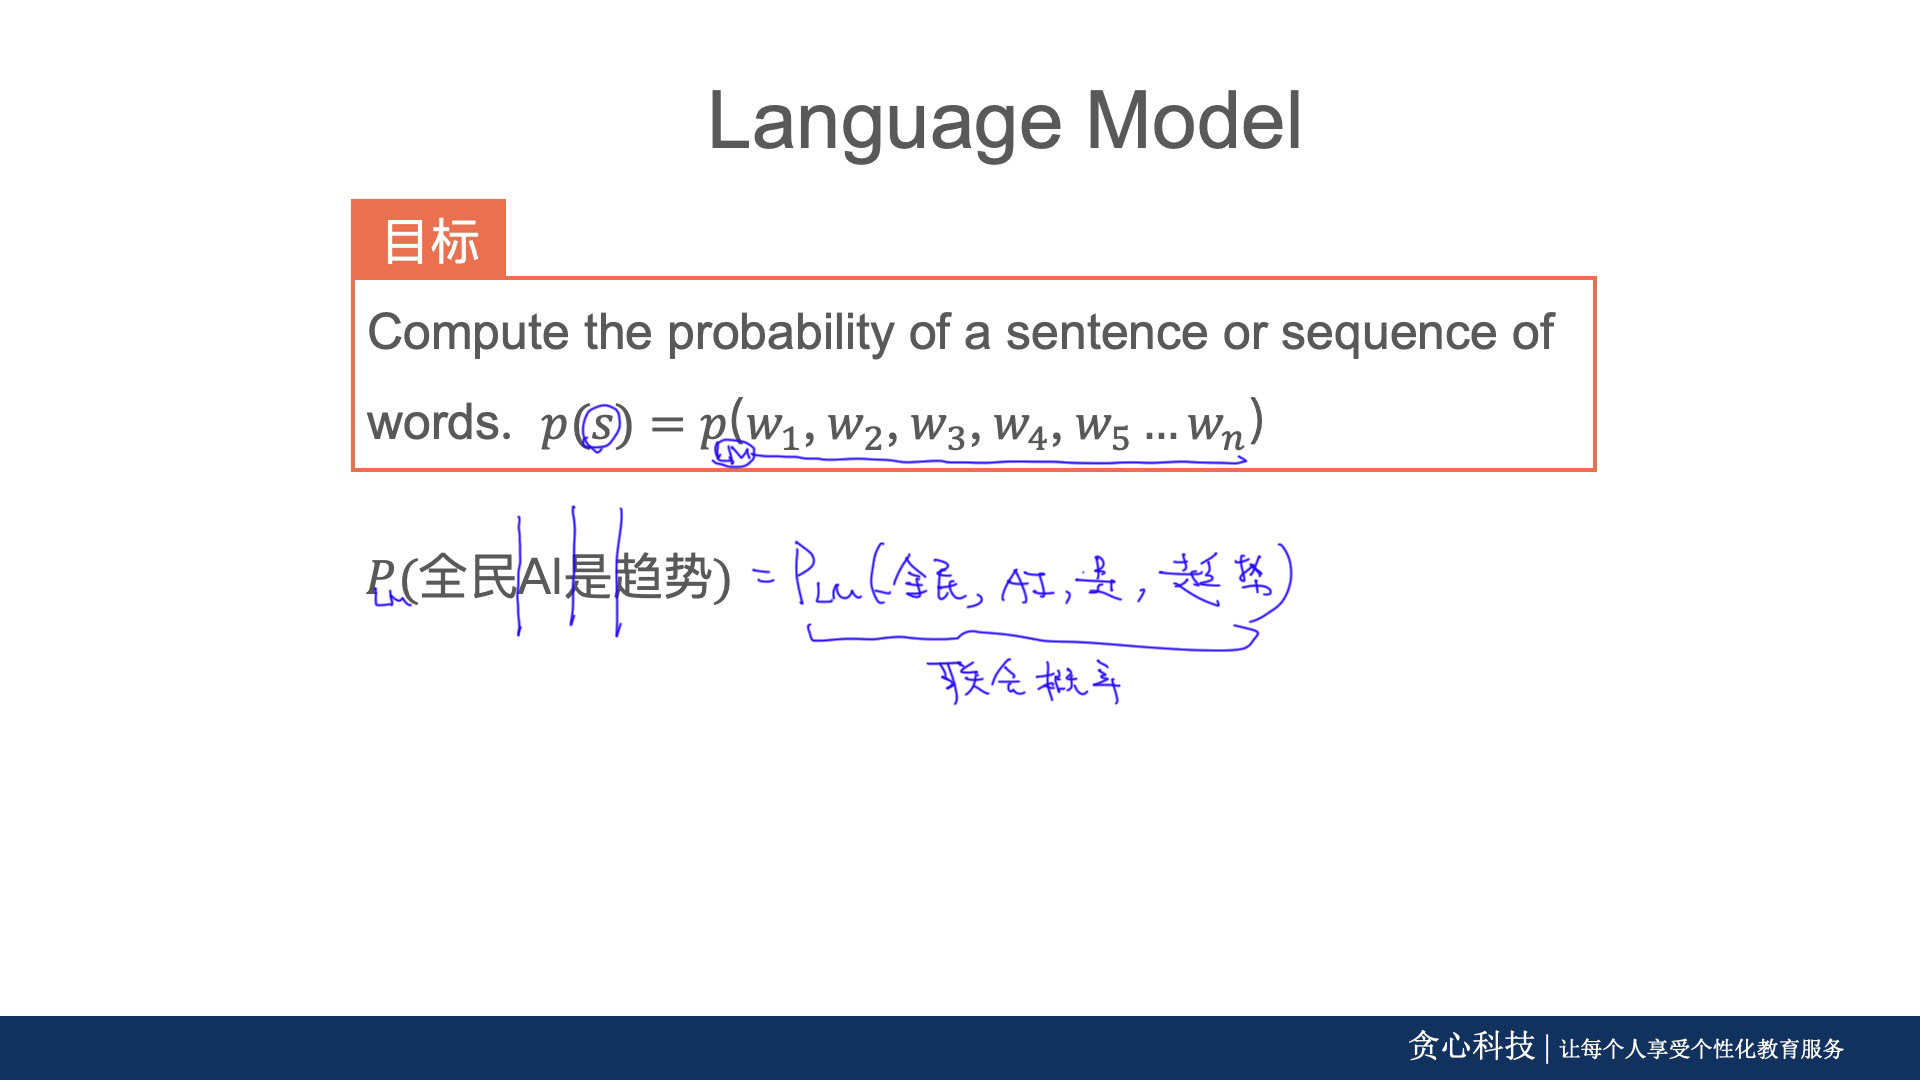 Language Model
目标
Compute the probability of a sentence or sequence of
words. p(s) = p(w₁, w₂, w₃, w₄, w₅ ... wₙ)
LM
P(全民AI是趋势) = P_LM(全民, AI, 是, 趋势)
LM
联合概率
贪心科技 | 让每个人享受个性化教育服务